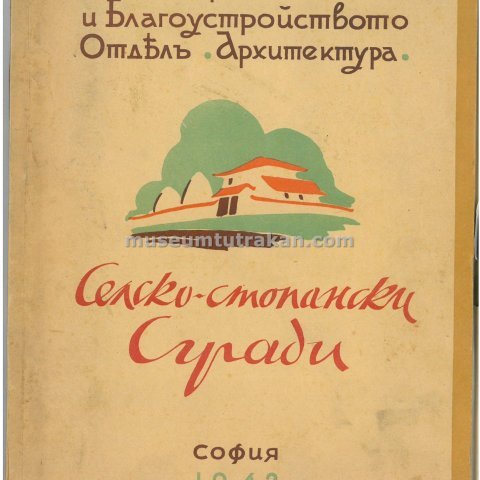 и Благоустройството
Отдѣлъ · Архитектура ·
museumtutrakan.com
Селско-стопански
Сгради
София